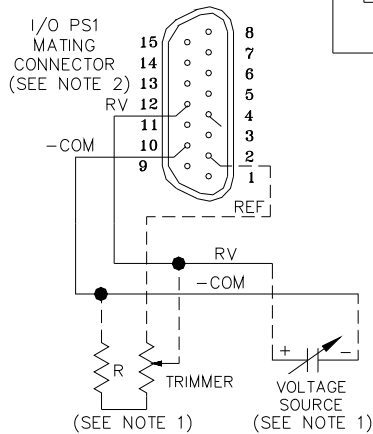 I/O PS1
MATING
CONNECTOR
(SEE NOTE 2)
RV
-COM
15
14
13
12
11
10
9
8
7
6
5
4
3
2
1
REF
RV
-COM
R
TRIMMER
(SEE NOTE 1)
+
-
VOLTAGE
SOURCE
(SEE NOTE 1)